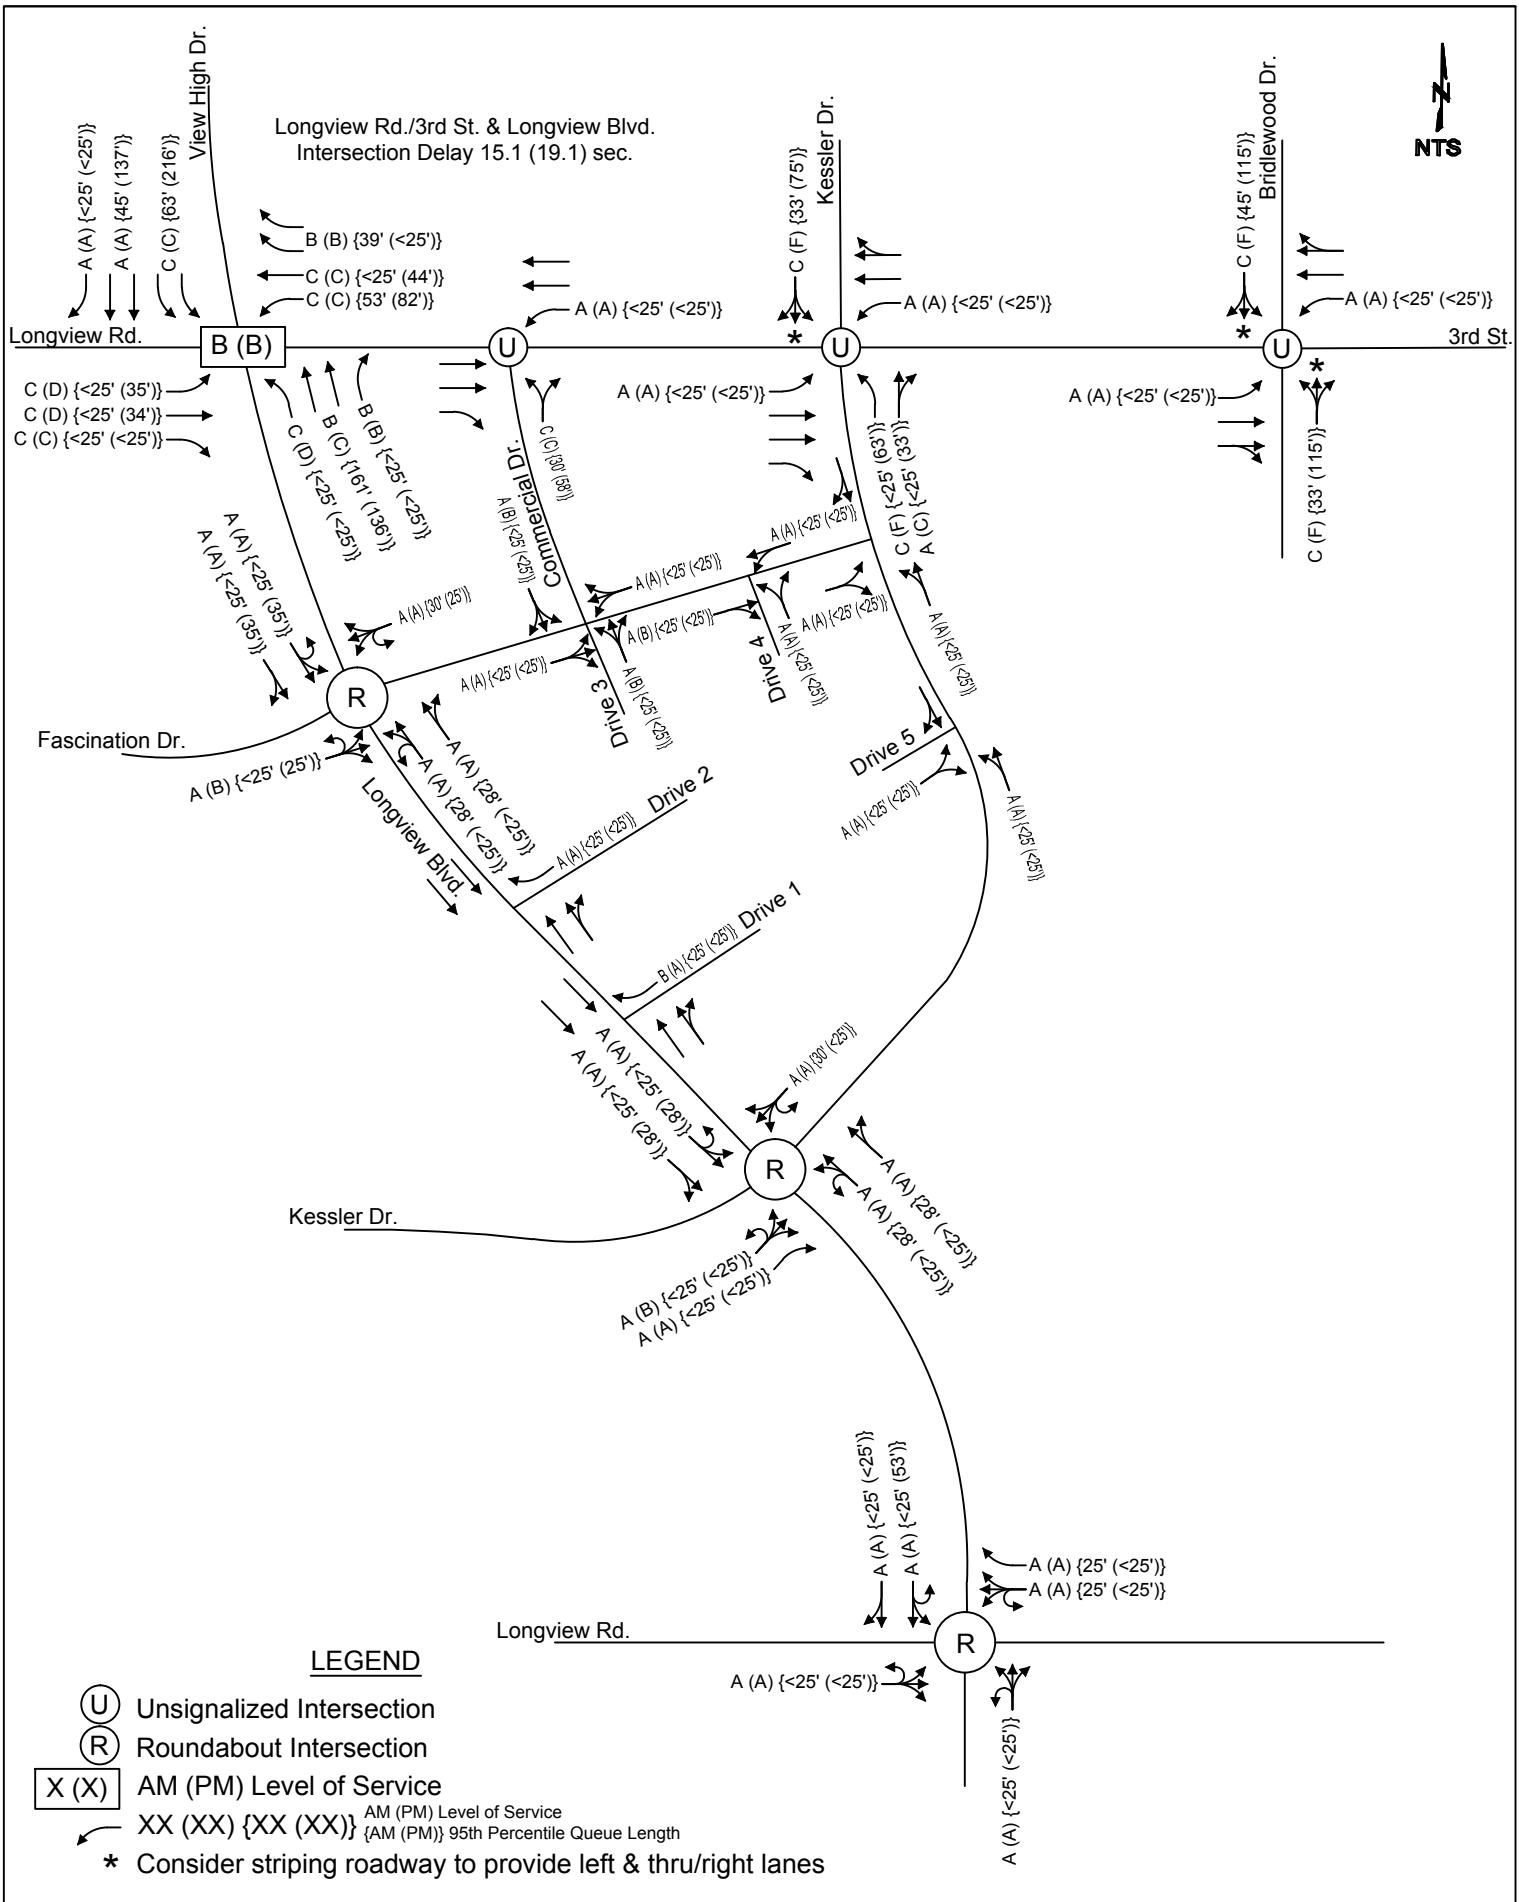 View High Dr.
Longview Rd./3rd St. & Longview Blvd.
Intersection Delay 15.1 (19.1) sec.
Kessler Dr.
Bridlewood Dr.
N
NTS
A (A) {<25' (<25')}
A (A) {45' (137')}
C (C) {63' (216')}
B (B) {39' (<25')}
C (C) {<25' (44')}
C (C) {53' (82')}
A (A) {<25' (<25')}
C (F) {33' (75')}
A (A) {<25' (<25')}
C (F) {45' (115')}
A (A) {<25' (<25')}
Longview Rd.
B (B)
U
*
U
*
U
*
3rd St.
C (D) {<25' (35')}
C (D) {<25' (34')}
C (C) {<25' (<25')}
C (D) {<25' (<25')}
B (C) {161' (136')}
B (B) {<25' (<25')}
C (C) {30' (58')}
Commercial Dr.
A (B) {<25' (<25')}
A (A) {<25' (<25')}
C (F) {<25' (63')}
A (C) {<25' (33')}
A (A) {<25' (<25')}
C (F) {33' (115')}
A (A) {<25' (35')}
A (A) {<25' (35')}
A (A) {30' (25')}
A (A) {<25' (<25')}
A (A) {<25' (<25')}
A (B) {<25' (<25')}
A (A) {<25' (<25')}
A (A) {<25' (<25')}
A (A) {<25' (<25')}
A (A) {<25' (<25')}
A (B) {<25' (<25')}
Drive 3
Drive 4
Drive 5
R
Fascination Dr.
A (B) {<25' (25')}
A (A) {28' (<25')}
A (A) {28' (<25')}
Longview Blvd.
A (A) {<25' (<25')}
Drive 2
A (A) {<25' (<25')}
A (A) {<25' (<25')}
B (A) {<25' (<25')}
Drive 1
A (A) {<25' (28')}
A (A) {<25' (28')}
A (A) {30' (<25')}
R
A (A) {28' (<25')}
A (A) {28' (<25')}
Kessler Dr.
A (B) {<25' (<25')}
A (A) {<25' (<25')}
A (A) {<25' (<25')}
A (A) {<25' (53')}
A (A) {25' (<25')}
A (A) {25' (<25')}
Longview Rd.
R
A (A) {<25' (<25')}
A (A) {<25' (<25')}
LEGEND
U Unsignalized Intersection
R Roundabout Intersection
X (X) AM (PM) Level of Service
XX (XX) {XX (XX)} AM (PM) Level of Service
{AM (PM)} 95th Percentile Queue Length
* Consider striping roadway to provide left & thru/right lanes